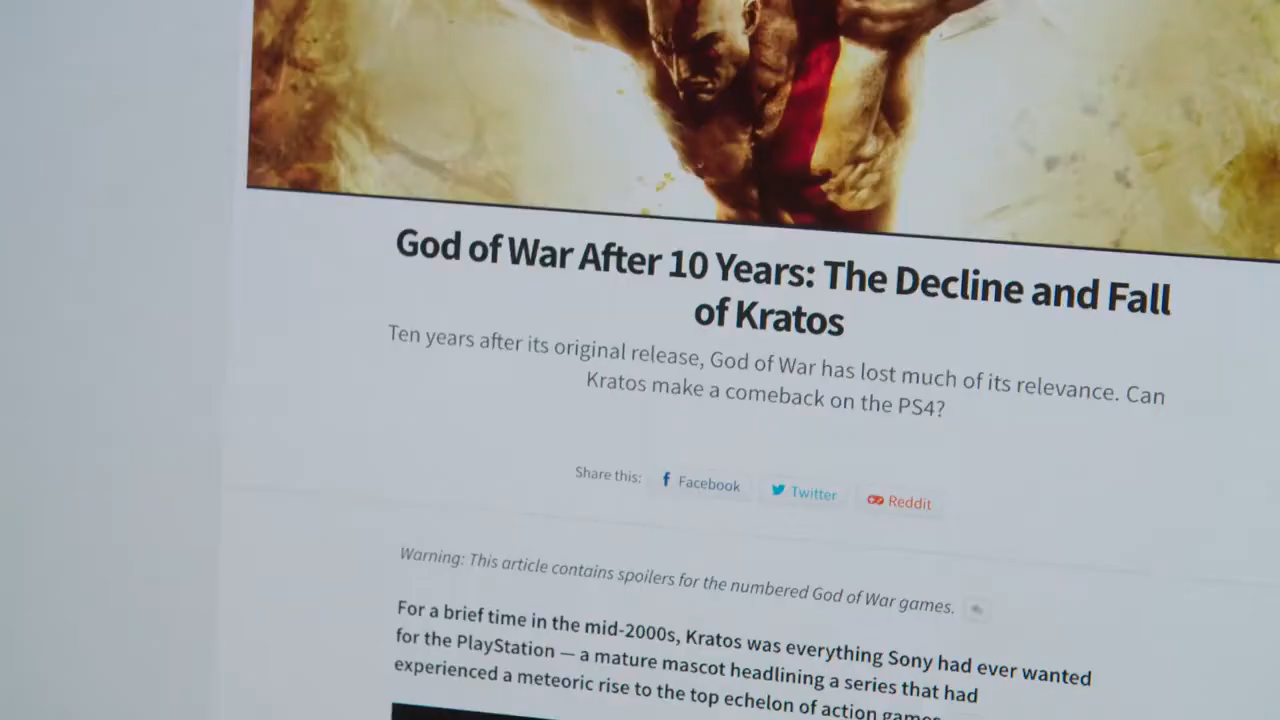 God of War After 10 Years: The Decline and Fall
of Kratos
Ten years after its original release, God of War has lost much of its relevance. Can
Kratos make a comeback on the PS4?
Share this: Facebook Twitter Reddit
Warning: This article contains spoilers for the numbered God of War games.
For a brief time in the mid-2000s, Kratos was everything Sony had ever wanted
for the PlayStation — a mature mascot headlining a series that had
experienced a meteoric rise to the top echelon of action games